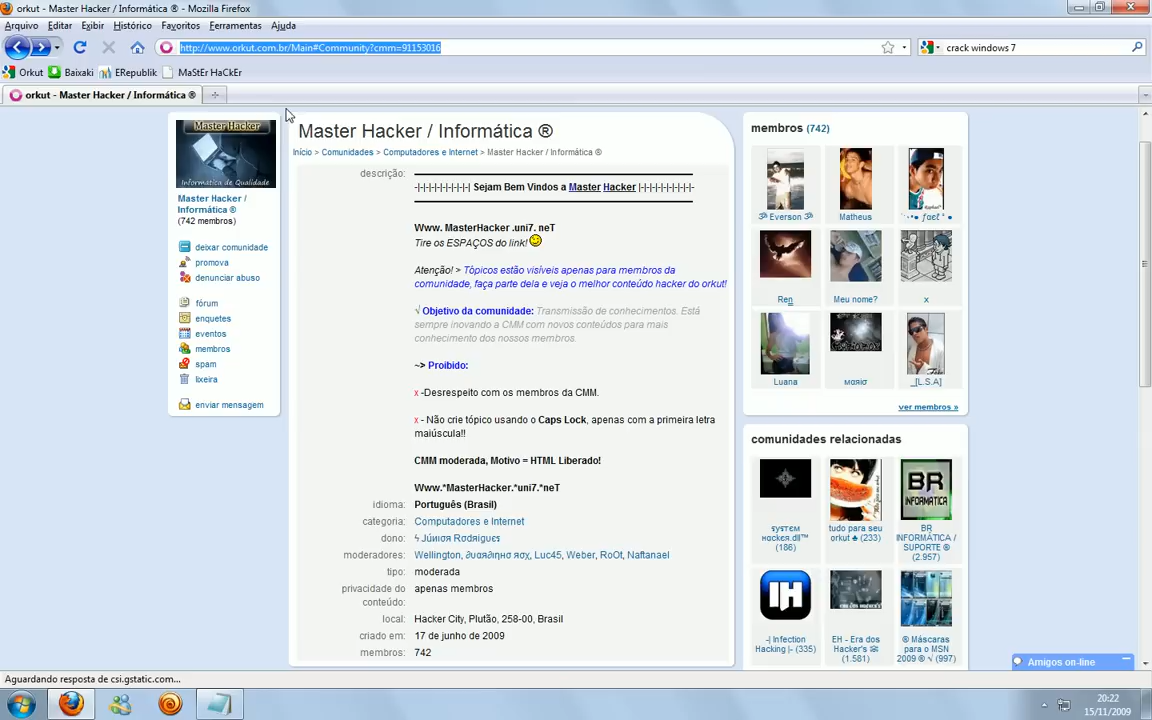 orkut - Master Hacker / Informática ® - Mozilla Firefox
Arquivo Editar Exibir Histórico Favoritos Ferramentas Ajuda
http://www.orkut.com.br/Main#Community?cmm=91153016
crack windows 7
Orkut Baixaki ERepublik MaStEr HaCkEr
orkut - Master Hacker / Informática ®
Master Hacker
Informatica de Qualidade
Master Hacker /
Informática ®
(742 membros)
deixar comunidade
promova
denunciar abuso
fórum
enquetes
eventos
membros
spam
lixeira
enviar mensagem
Master Hacker / Informática ®
Início > Comunidades > Computadores e Internet > Master Hacker / Informática ®
descrição:
-|-|-|-|-|-|-|-|-|-| Sejam Bem Vindos a Master Hacker |-|-|-|-|-|-|-|-|-|-
Www. MasterHacker .uni7. neT
Tire os ESPAÇOS do link!
Atenção! > Tópicos estão visíveis apenas para membros da
comunidade, faça parte dela e veja o melhor conteúdo hacker do orkut!
√ Objetivo da comunidade: Transmissão de conhecimentos. Está
sempre inovando a CMM com novos conteúdos para mais
conhecimento dos nossos membros.
~> Proibido:
x -Desrespeito com os membros da CMM.
x - Não crie tópico usando o Caps Lock, apenas com a primeira letra
maiúscula!!
CMM moderada, Motivo = HTML Liberado!
Www.*MasterHacker.*uni7.*neT
idioma: Português (Brasil)
categoria: Computadores e Internet
dono: ϟ Júnισя Rσdяιgυεs
moderadores: Wellington, Luc45, Weber, RoOt, Naftanael
tipo: moderada
privacidade do
conteúdo: apenas membros
local: Hacker City, Plutão, 258-00, Brasil
criado em: 17 de junho de 2009
membros: 742
membros (742)
ૐ Everson ૐ
Matheus
Ren
Meu nome?
x
Luana
мαяισ
_[L.S.A]
ver membros »
comunidades relacionadas
BR
INFORMÁTICA
(186)
tudo para seu
orkut ♣ (233)
BR
INFORMÁTICA /
SUPORTE ®
(2.957)
-| Infection
Hacking |- (335)
EH - Era dos
Hacker's
(1.581)
® Máscaras
para o MSN
2009 ® √ (997)
Amigos on-line
Aguardando resposta de csi.gstatic.com...
20:22
15/11/2009